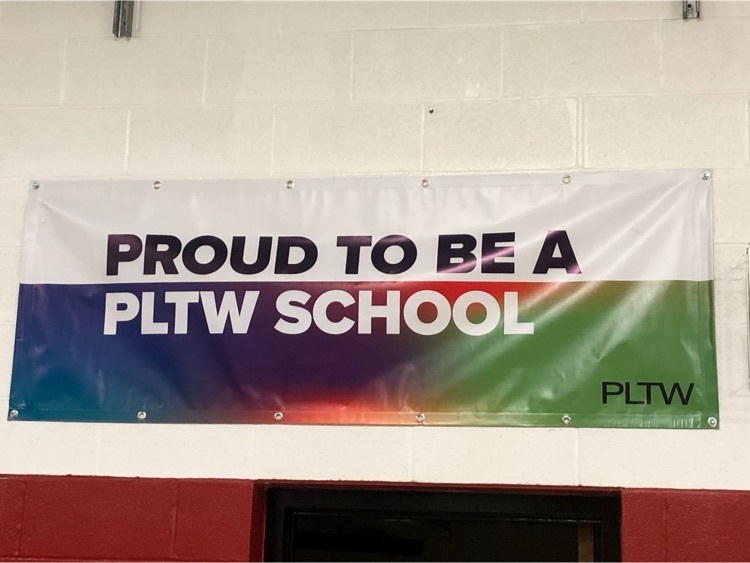 PROUD TO BE A
PLTW SCHOOL
PLTW